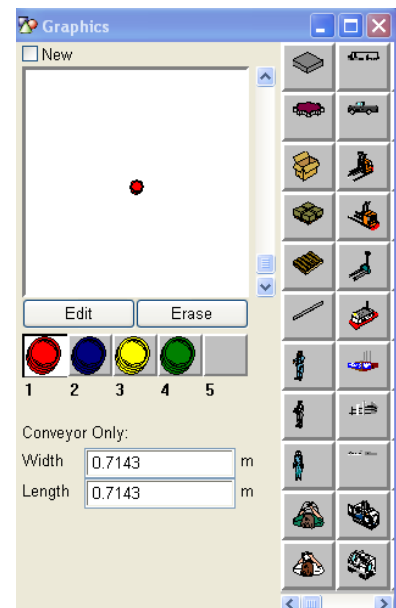 Graphics
New
Edit Erase
1 2 3 4 5
Conveyor Only:
Width 0.7143 m
Length 0.7143 m